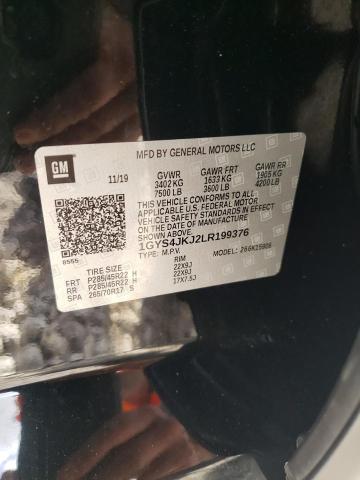 GM
MFD BY GENERAL MOTORS LLC
11/19 GVWR GAWR FRT GAWR RR
3402 KG 1633 KG 1905 KG
7500 LB 3600 LB 4200 LB
THIS VEHICLE CONFORMS TO ALL APPLICABLE U.S. FEDERAL MOTOR
VEHICLE SAFETY STANDARDS IN EFFECT ON THE
DATE OF MANUFACTURE SHOWN ABOVE.
1GYS4JKJ2LR199376
TYPE: M.P.V. MODEL:
TIRE SIZE RIM
FRT P285/45R22 H 22X9J
RR P285/45R22 H 22X9J
SPA 265/70R17 S 17X7.5J